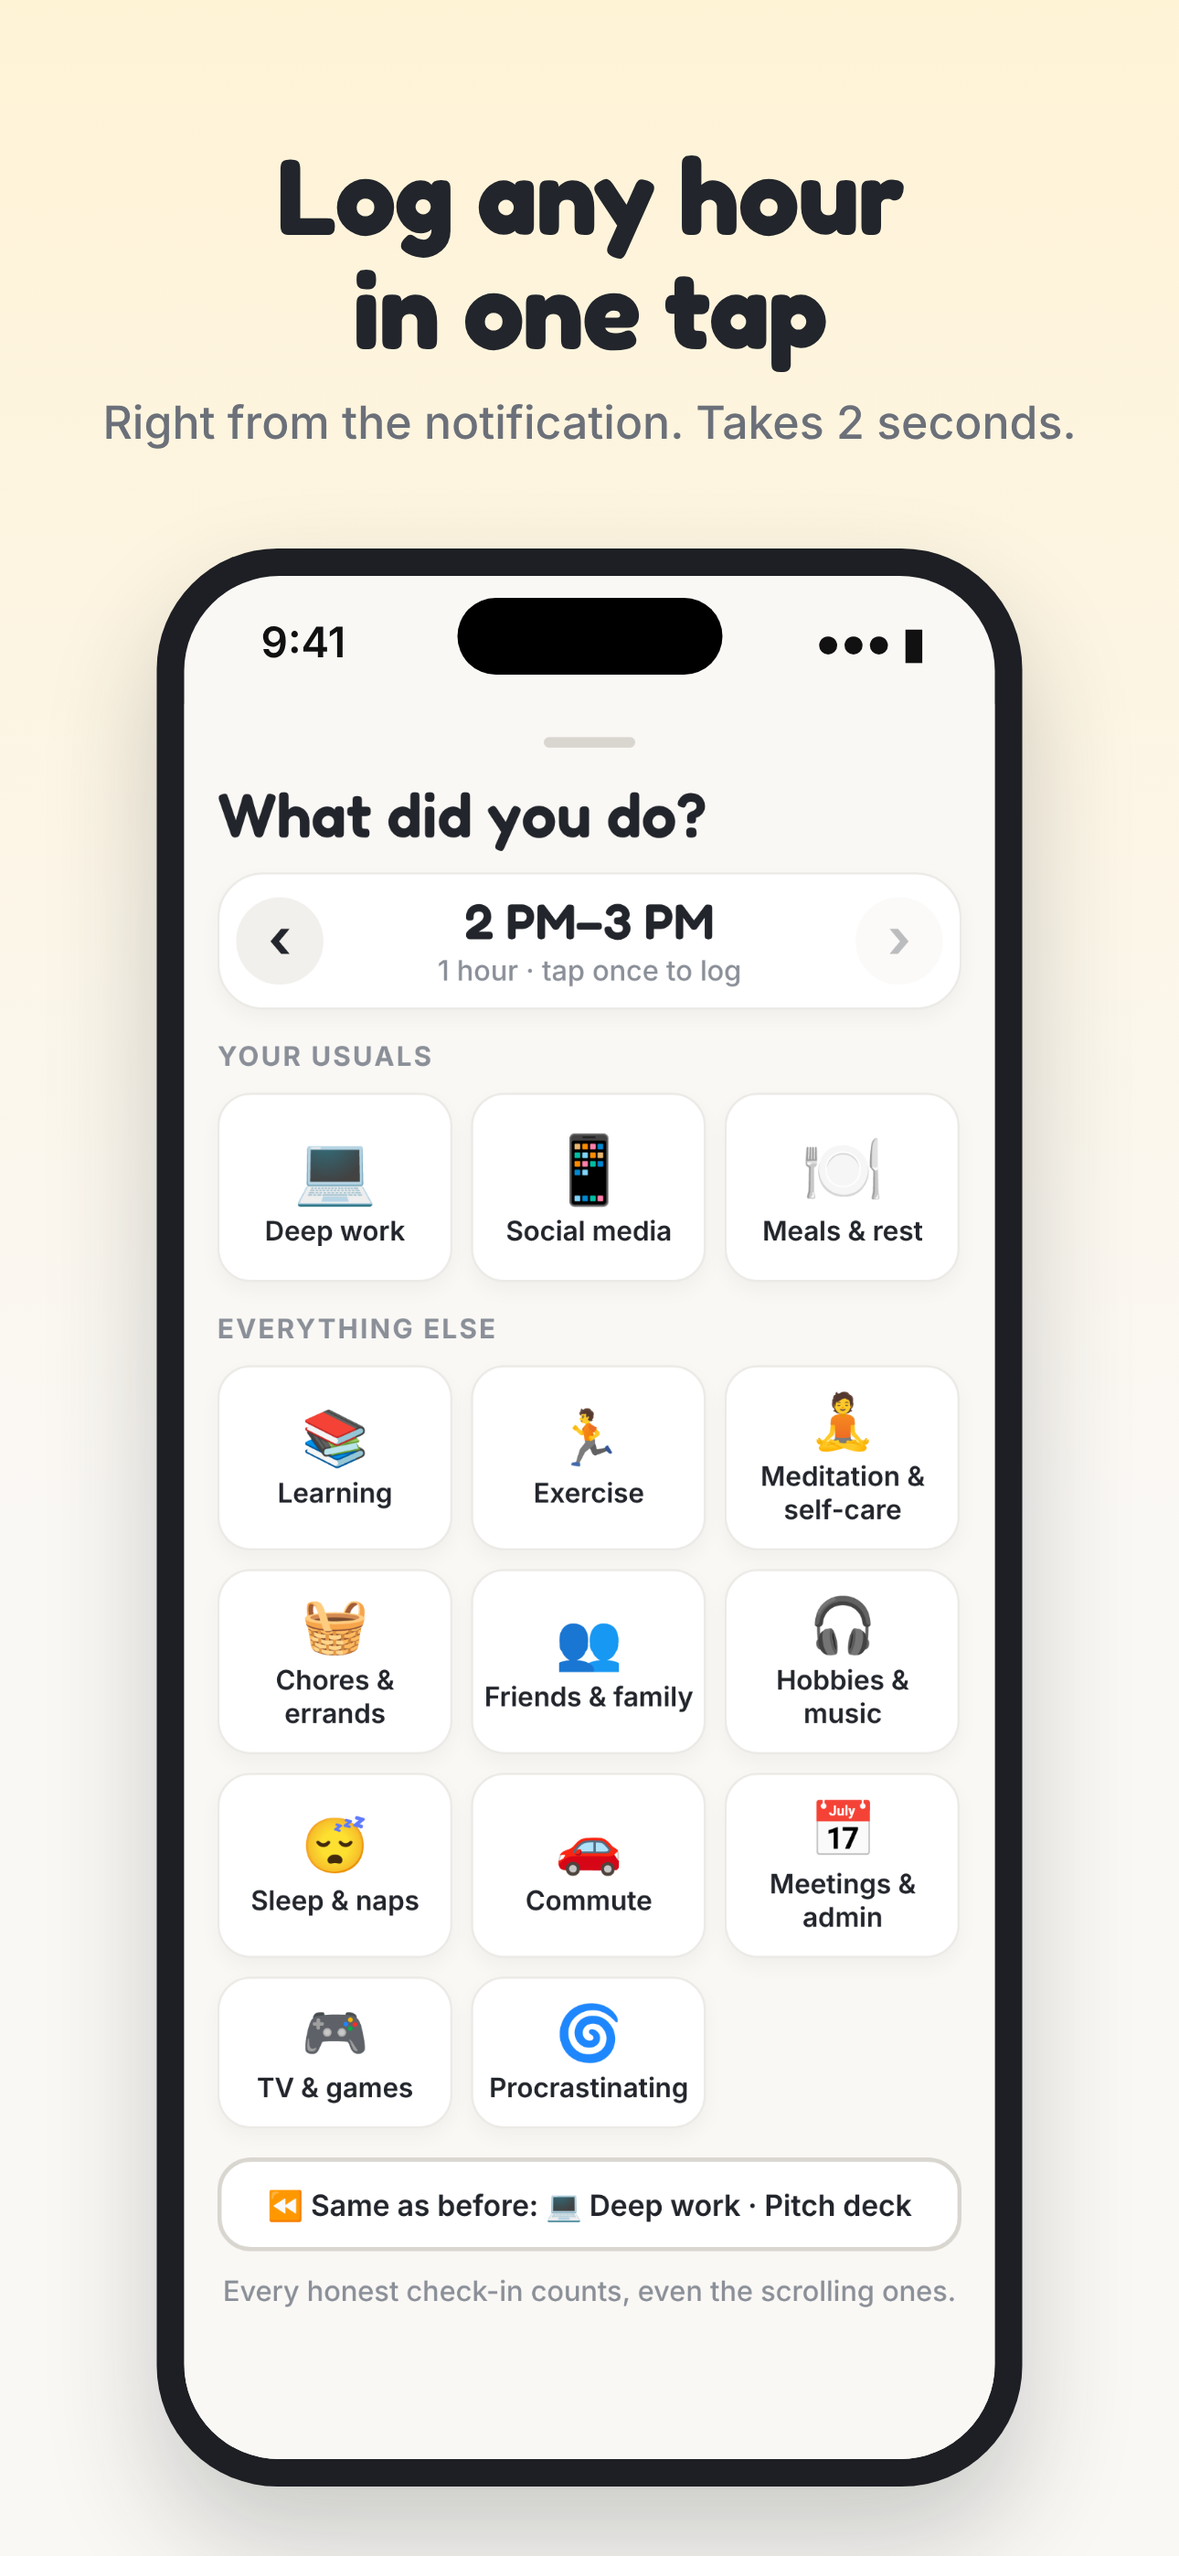 Log any hour
in one tap
Right from the notification. Takes 2 seconds.
9:41
What did you do?
‹
2 PM–3 PM
›
1 hour · tap once to log
YOUR USUALS
Deep work
Social media
Meals & rest
EVERYTHING ELSE
Learning
Exercise
Meditation &
self-care
Chores &
errands
Friends & family
Hobbies &
music
Sleep & naps
Commute
July
17
Meetings &
admin
TV & games
Procrastinating
⏪ Same as before: 💻 Deep work · Pitch deck
Every honest check-in counts, even the scrolling ones.